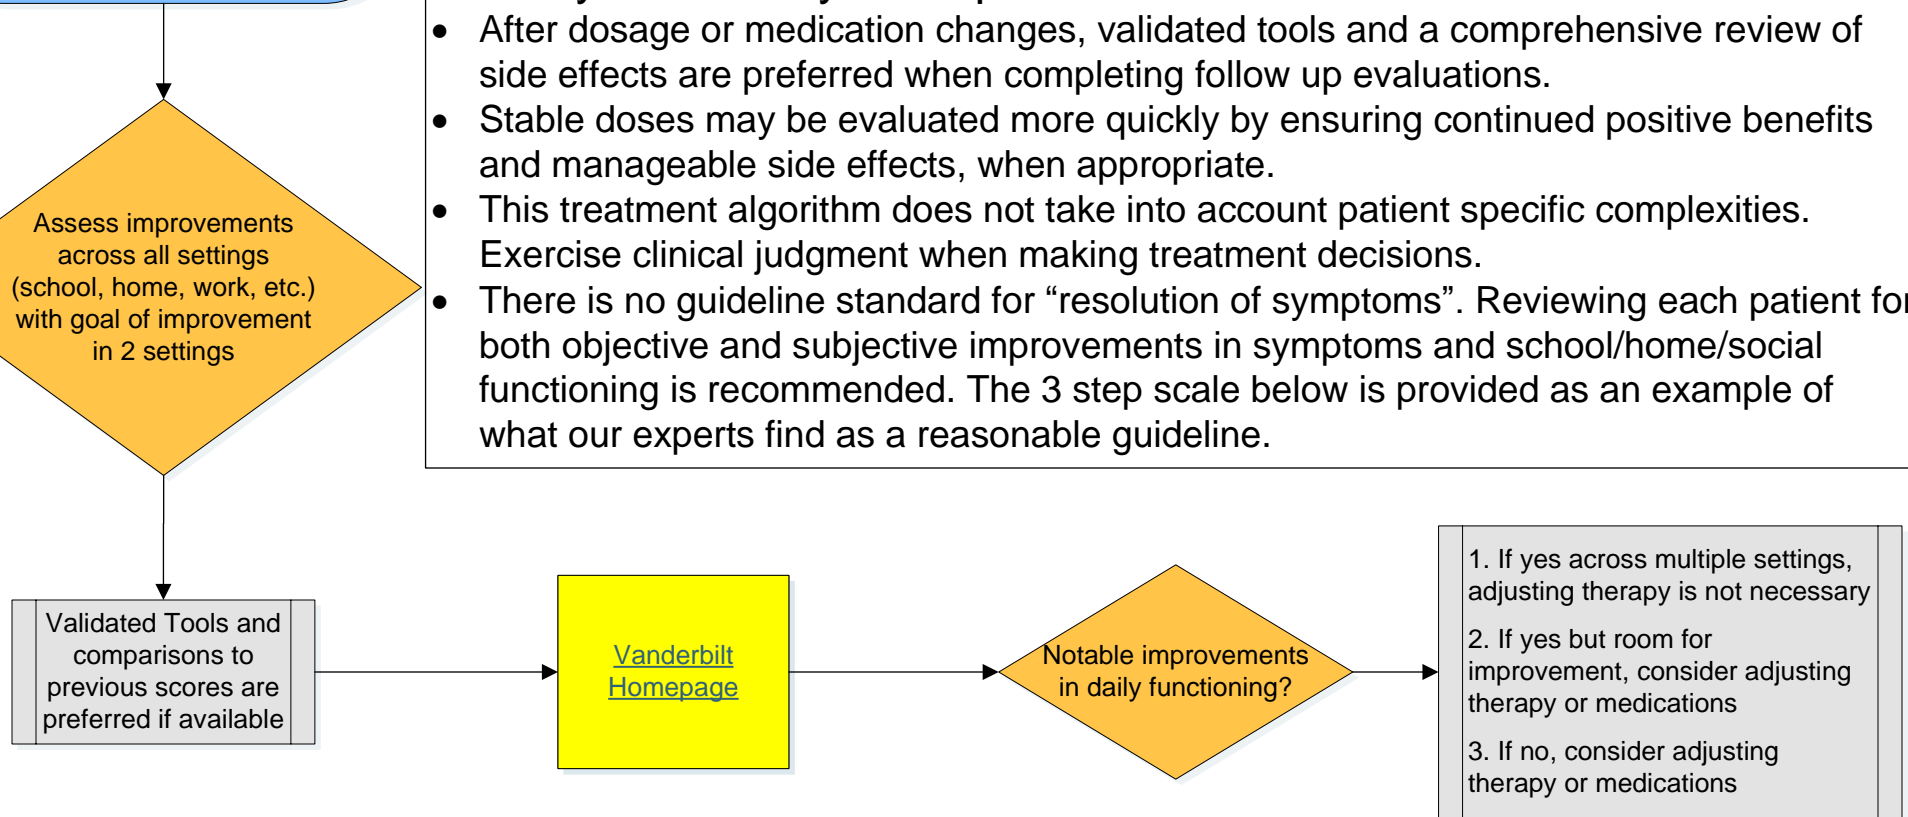 • After dosage or medication changes, validated tools and a comprehensive review of
side effects are preferred when completing follow up evaluations.
• Stable doses may be evaluated more quickly by ensuring continued positive benefits
and manageable side effects, when appropriate.
• This treatment algorithm does not take into account patient specific complexities.
Exercise clinical judgment when making treatment decisions.
• There is no guideline standard for “resolution of symptoms”. Reviewing each patient for
both objective and subjective improvements in symptoms and school/home/social
functioning is recommended. The 3 step scale below is provided as an example of
what our experts find as a reasonable guideline.
Assess improvements
across all settings
(school, home, work, etc.)
with goal of improvement
in 2 settings
Validated Tools and
comparisons to
previous scores are
preferred if available
Vanderbilt
Homepage
Notable improvements
in daily functioning?
1. If yes across multiple settings,
adjusting therapy is not necessary
2. If yes but room for
improvement, consider adjusting
therapy or medications
3. If no, consider adjusting
therapy or medications